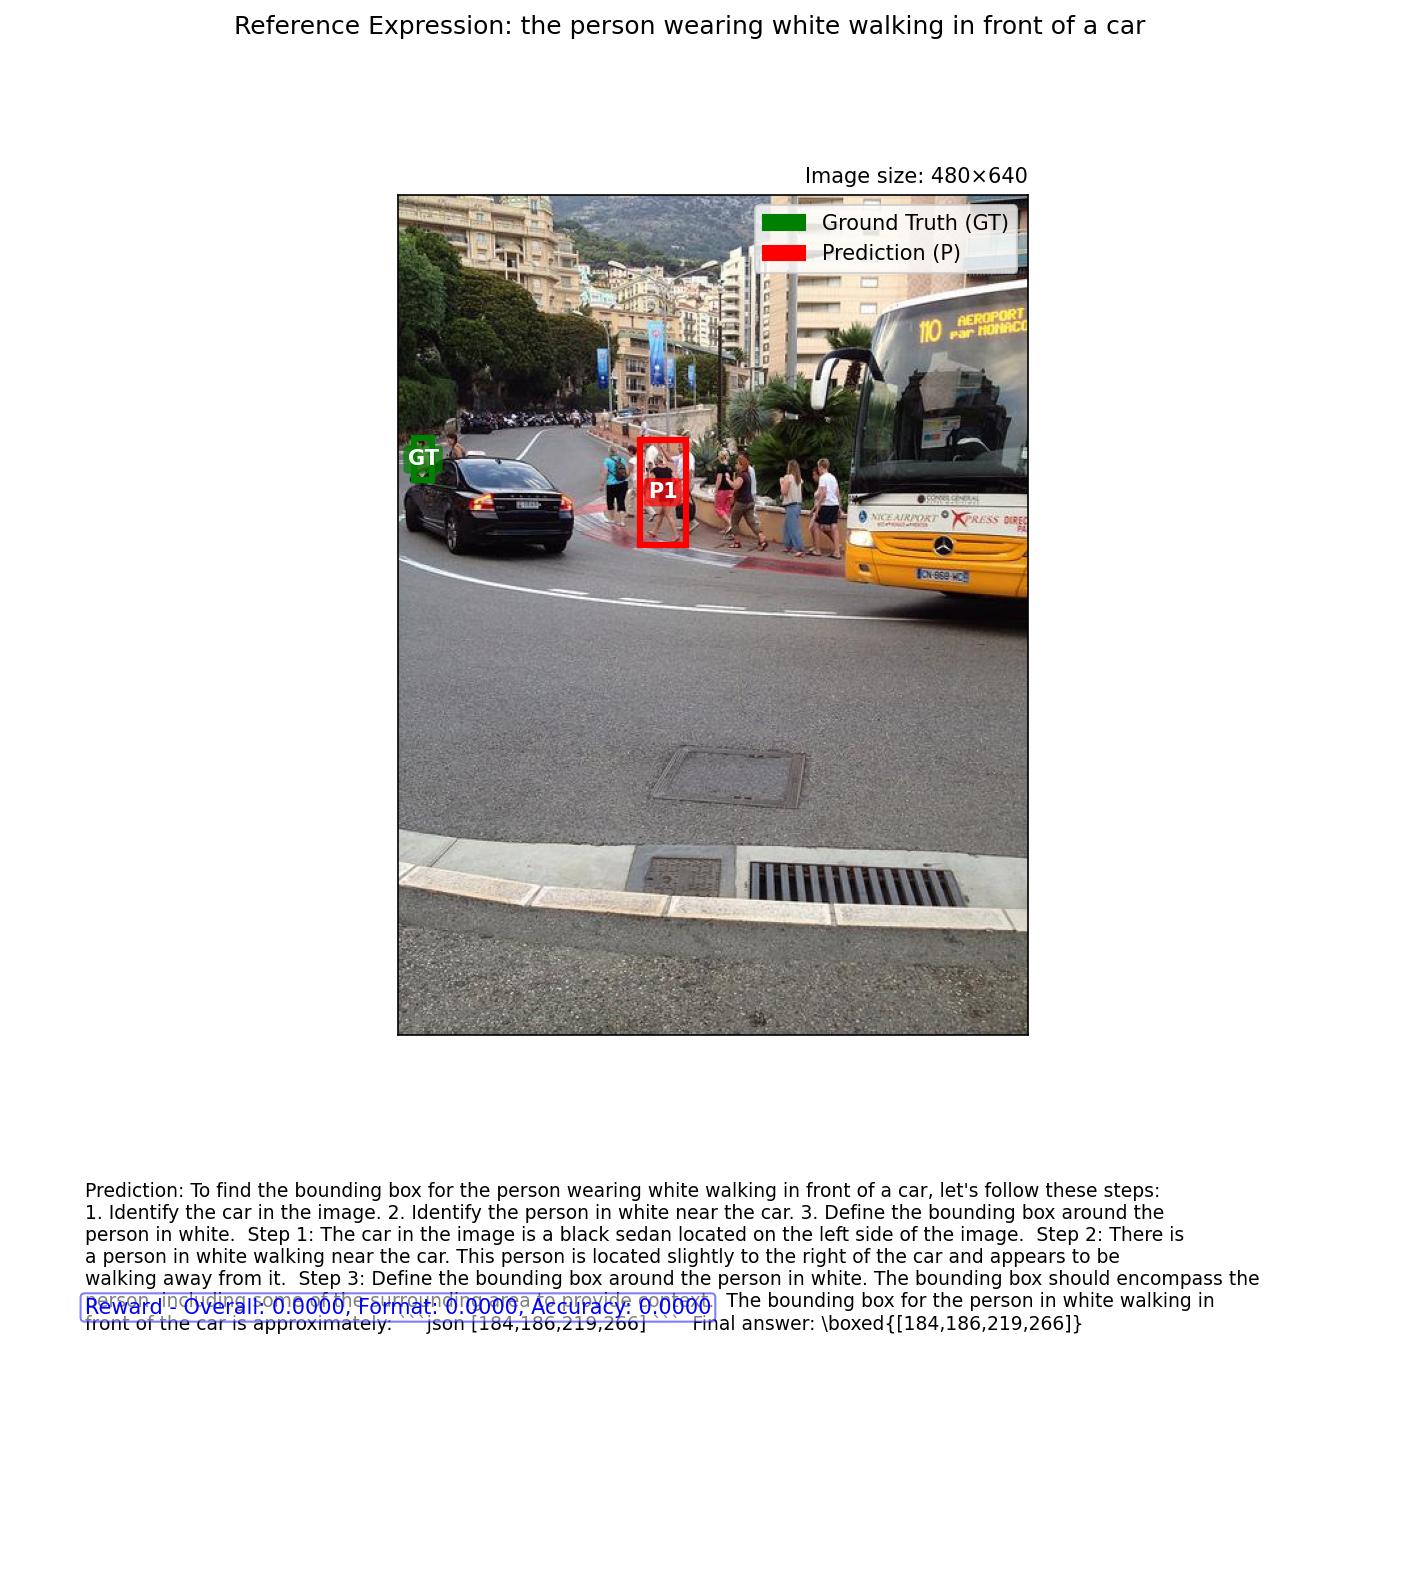 Reference Expression: the person wearing white walking in front of a car
Image size: 480×640
Ground Truth (GT)
Prediction (P)
110 AEROPORT
par MONACO
GT
P1
CONSEIL GENERAL
NICE AIRPORT XPRESS DIREC
CN-868-WC
Prediction: To find the bounding box for the person wearing white walking in front of a car, let's follow these steps:
1. Identify the car in the image. 2. Identify the person in white near the car. 3. Define the bounding box around the
person in white.  Step 1: The car in the image is a black sedan located on the left side of the image.  Step 2: There is
a person in white walking near the car. This person is located slightly to the right of the car and appears to be
walking away from it.  Step 3: Define the bounding box around the person in white. The bounding box should encompass the
person, including some of the surrounding area to provide context.  The bounding box for the person in white walking in
Reward - Overall: 0.0000, Format: 0.0000, Accuracy: 0.0000
front of the car is approximately:  ```json [184,186,219,266] ```  Final answer: \boxed{[184,186,219,266]}